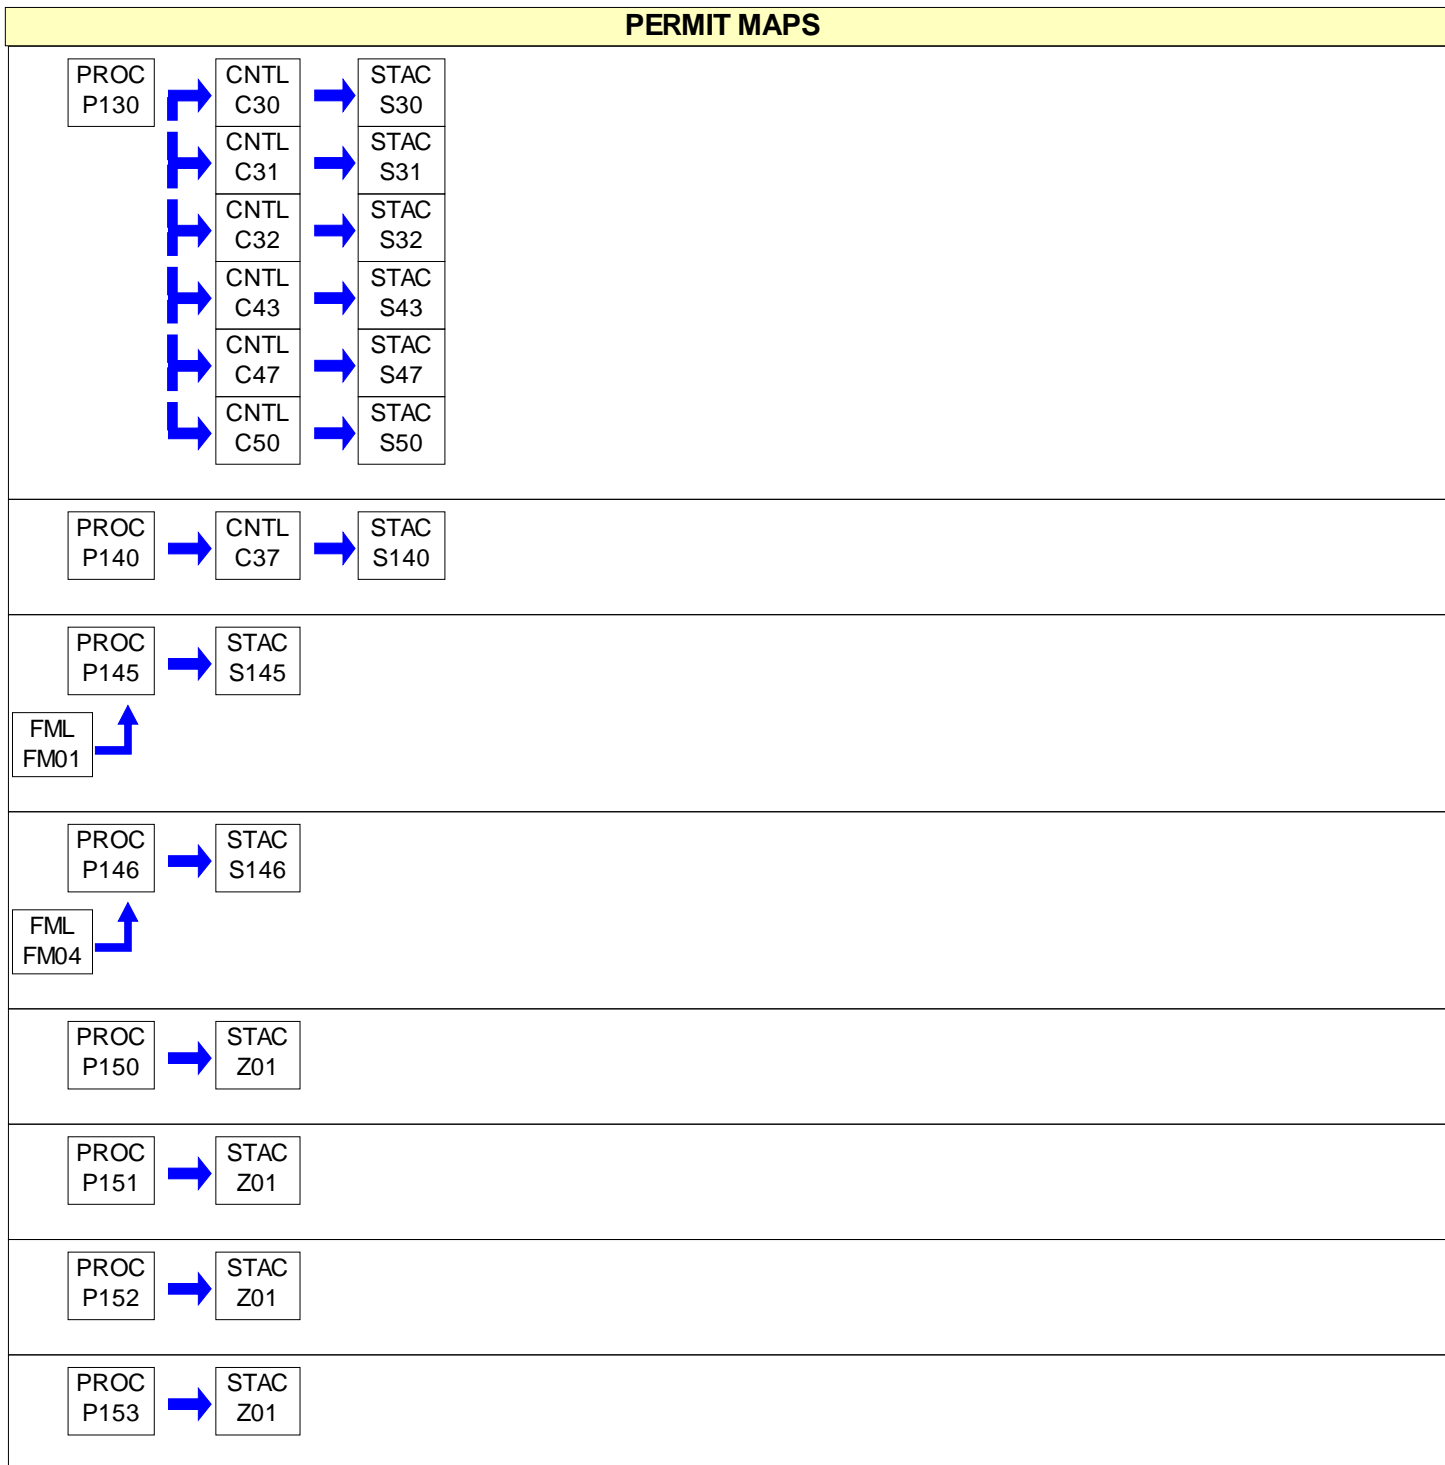 PERMIT MAPS
PROC
P130
CNTL
C30
STAC
S30
CNTL
C31
STAC
S31
CNTL
C32
STAC
S32
CNTL
C43
STAC
S43
CNTL
C47
STAC
S47
CNTL
C50
STAC
S50
PROC
P140
CNTL
C37
STAC
S140
PROC
P145
STAC
S145
FML
FM01
PROC
P146
STAC
S146
FML
FM04
PROC
P150
STAC
Z01
PROC
P151
STAC
Z01
PROC
P152
STAC
Z01
PROC
P153
STAC
Z01